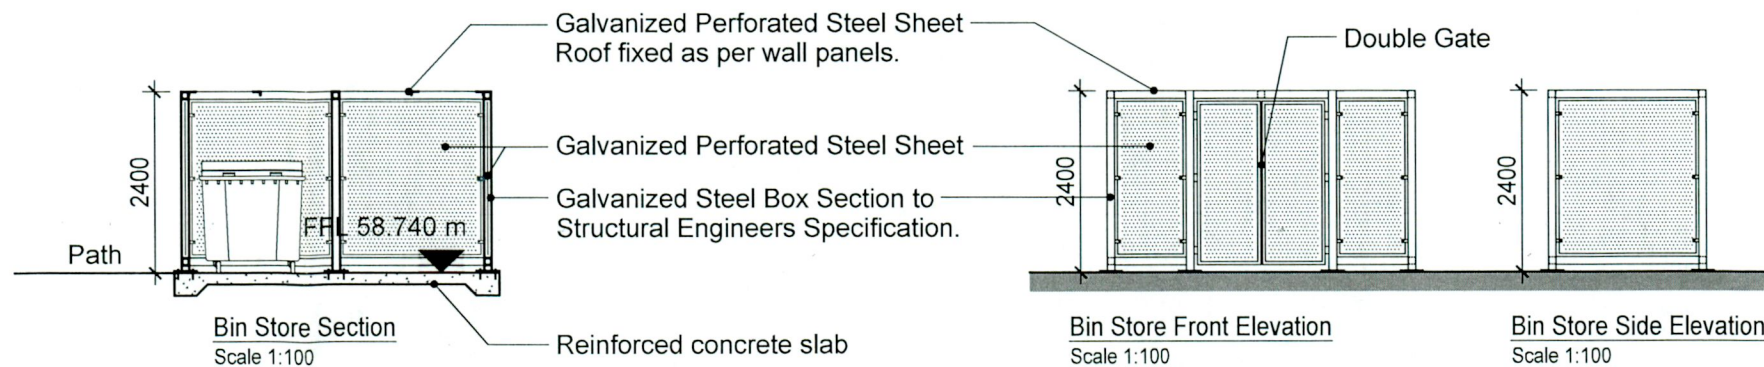 Galvanized Perforated Steel Sheet
Roof fixed as per wall panels.
Double Gate
Galvanized Perforated Steel Sheet
Galvanized Steel Box Section to
Structural Engineers Specification.
2400
2400
2400
FFL 58.740 m
Path
Reinforced concrete slab
Bin Store Section
Scale 1:100
Bin Store Front Elevation
Scale 1:100
Bin Store Side Elevation
Scale 1:100